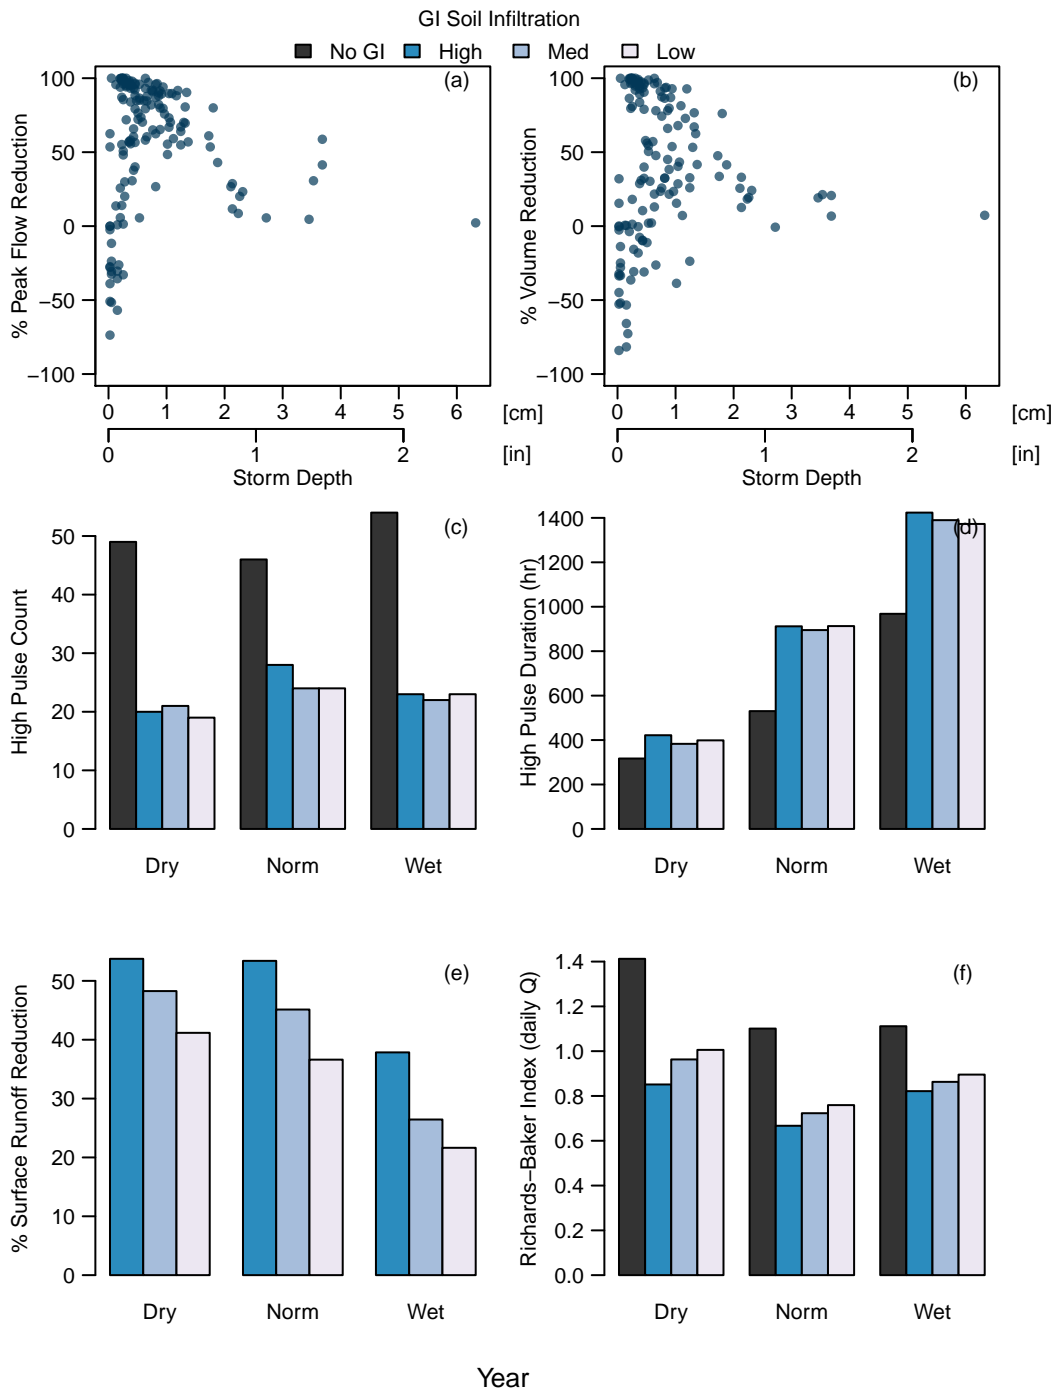 GI Soil Infiltration
No GI High Med Low
(a)
% Peak Flow Reduction
100
50
0
−50
−100
0 1 2 3 4 5 6 [cm]
0 1 2 [in]
Storm Depth
(b)
% Volume Reduction
100
50
0
−50
−100
0 1 2 3 4 5 6 [cm]
0 1 2 [in]
Storm Depth
(c)
High Pulse Count
50
40
30
20
10
0
Dry Norm Wet
(d)
High Pulse Duration (hr)
1400
1200
1000
800
600
400
200
0
Dry Norm Wet
(e)
% Surface Runoff Reduction
50
40
30
20
10
0
Dry Norm Wet
(f)
Richards−Baker Index (daily Q)
1.4
1.2
1.0
0.8
0.6
0.4
0.2
0.0
Dry Norm Wet
Year